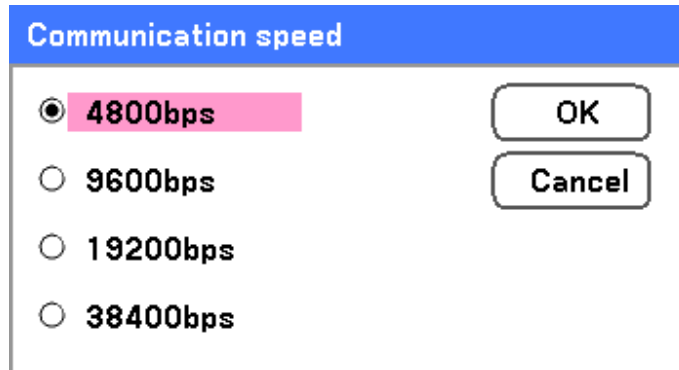 Communication speed
4800bps
OK
9600bps
Cancel
19200bps
38400bps